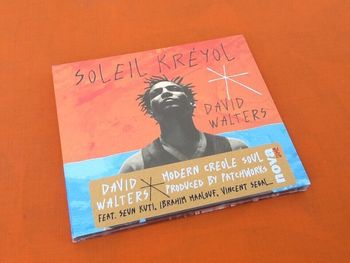 SOLEIL KRÉYOL
DAVID
WALTERS
DAVID
WALTERS
MODERN CREOLE SOUL
PRODUCED BY PATCHWORKS
FEAT. SEUN KUTI, IBRAHIM MAALOUF, VINCENT SEGAL...
nova